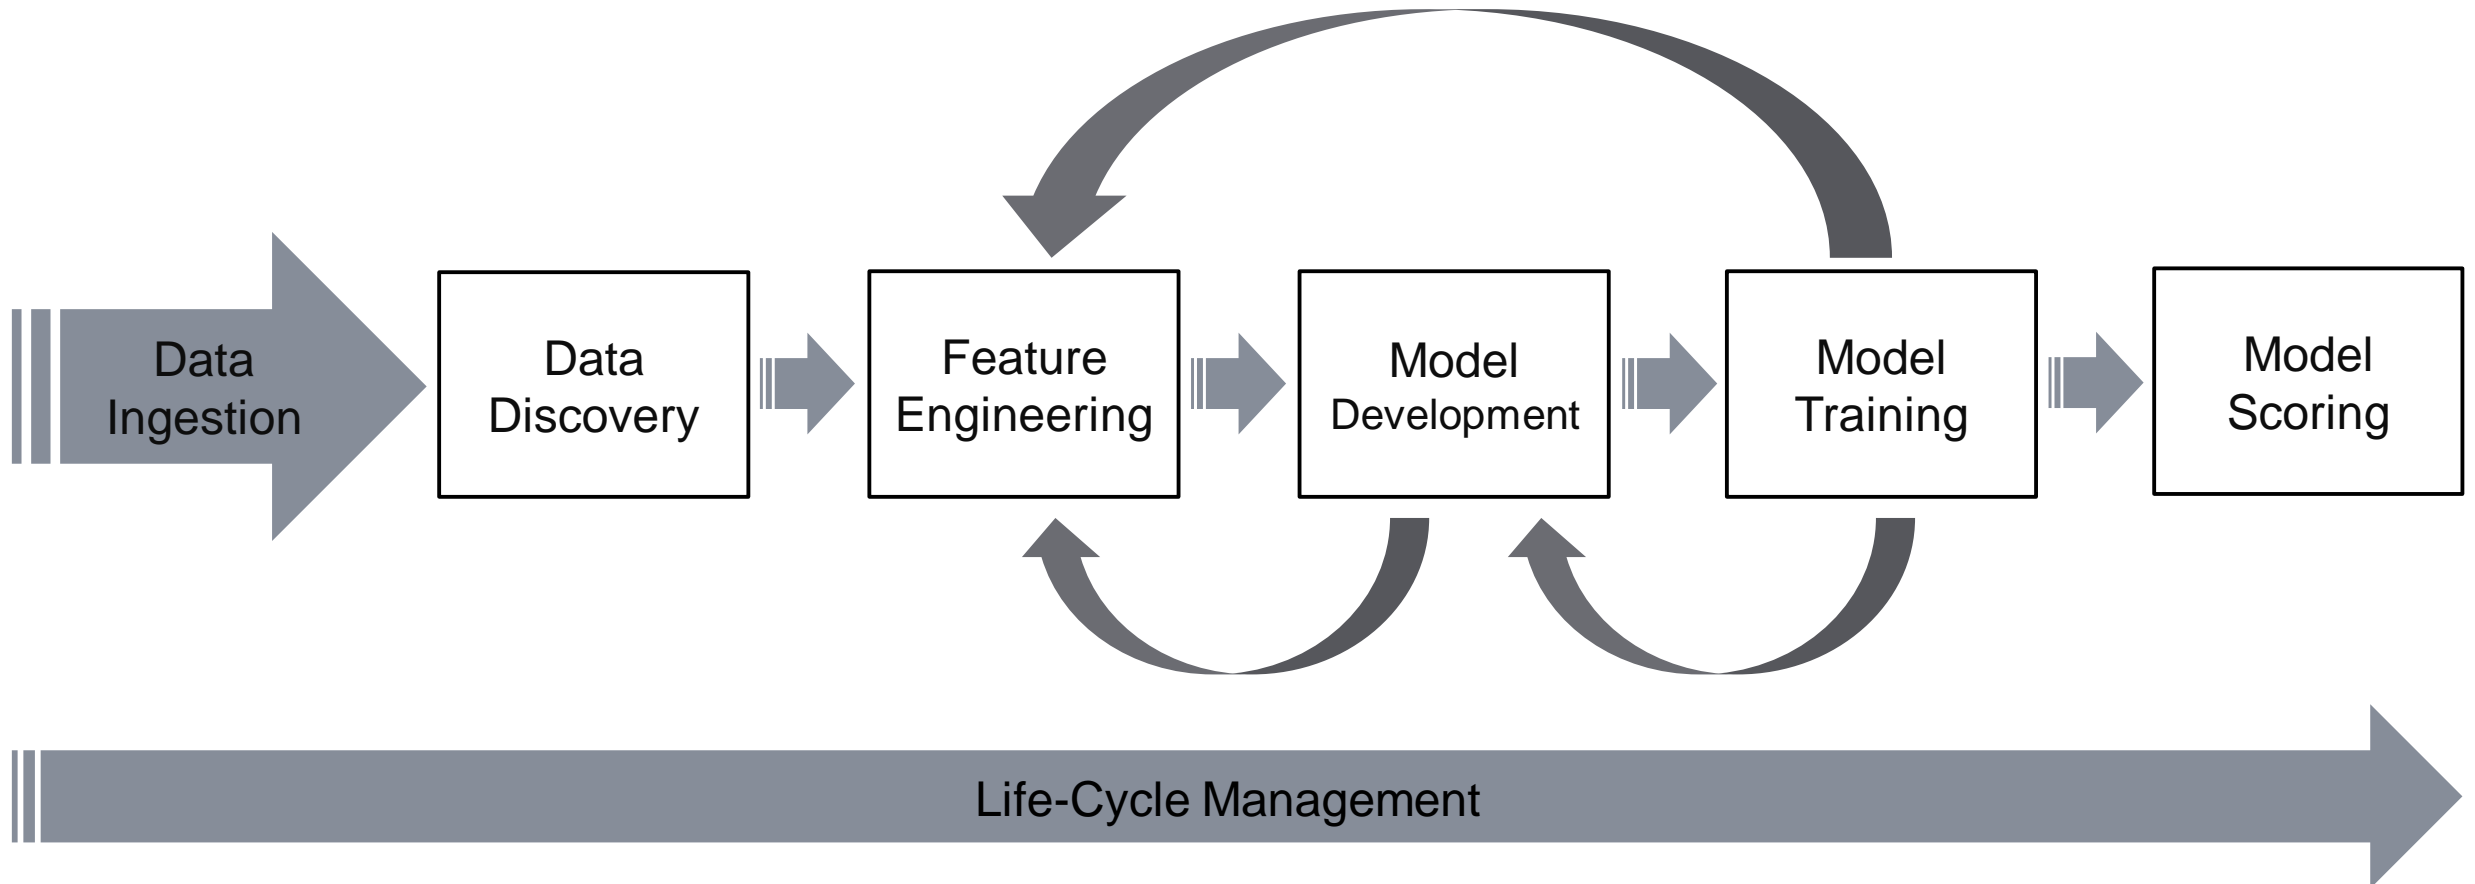 Data
Ingestion
Data
Discovery
Feature
Engineering
Model
Development
Model
Training
Model
Scoring
Life-Cycle Management